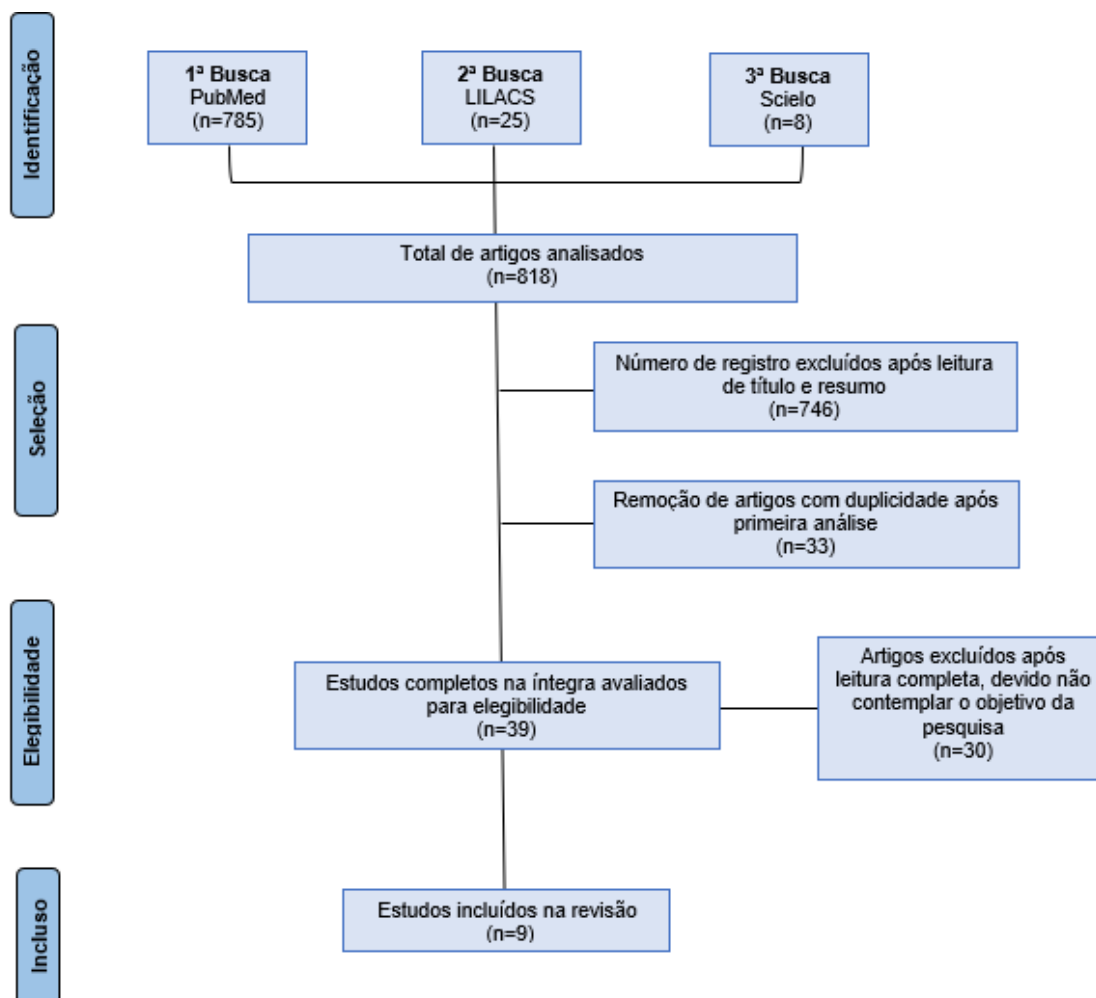 Identificação
1ª Busca
PubMed
(n=785)
2ª Busca
LILACS
(n=25)
3ª Busca
Scielo
(n=8)
Total de artigos analisados
(n=818)
Seleção
Número de registro excluídos após leitura
de título e resumo
(n=746)
Remoção de artigos com duplicidade após
primeira análise
(n=33)
Elegibilidade
Estudos completos na íntegra avaliados
para elegibilidade
(n=39)
Artigos excluídos após
leitura completa, devido não
contemplar o objetivo da
pesquisa
(n=30)
Incluso
Estudos incluídos na revisão
(n=9)